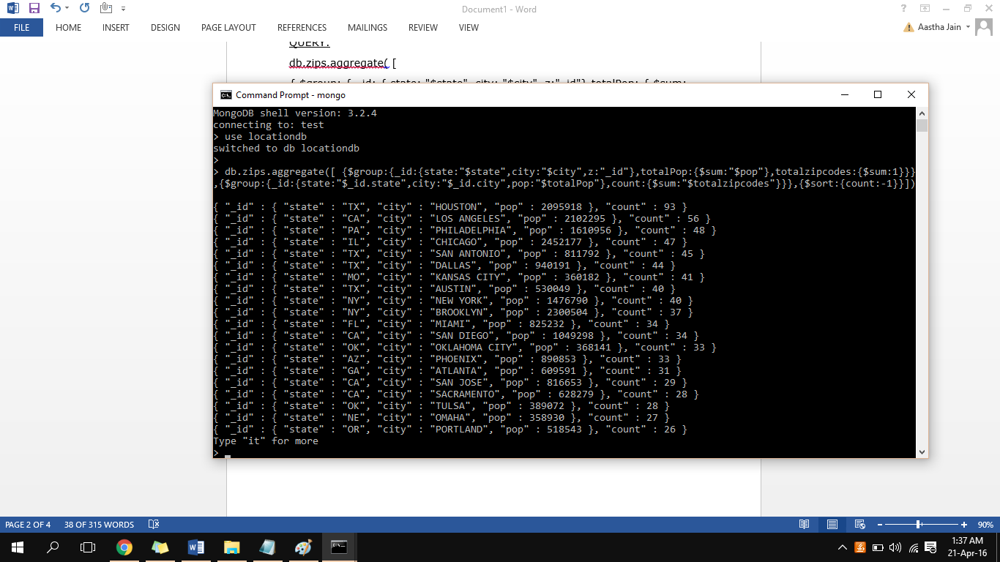 Document1 - Word
?
FILE HOME INSERT DESIGN PAGE LAYOUT REFERENCES MAILINGS REVIEW VIEW
Aastha Jain
QUERY:
db.zips.aggregate( [
{ $group: { _id: { state: "$state", city: "$city", z:"_id"},totalPop: { $sum:
Command Prompt - mongo
MongoDB shell version: 3.2.4
connecting to: test
> use locationdb
switched to db locationdb
>
> db.zips.aggregate([ {$group:{_id:{state:"$state",city:"$city",z:"_id"},totalPop:{$sum:"$pop"},totalzipcodes:{$sum:1}}}
,{$group:{_id:{state:"$_id.state",city:"$_id.city",pop:"$totalPop"},count:{$sum:"$totalzipcodes"}}},{$sort:{count:-1}}])
{ "_id" : { "state" : "TX", "city" : "HOUSTON", "pop" : 2095918 }, "count" : 93 }
{ "_id" : { "state" : "CA", "city" : "LOS ANGELES", "pop" : 2102295 }, "count" : 56 }
{ "_id" : { "state" : "PA", "city" : "PHILADELPHIA", "pop" : 1610956 }, "count" : 48 }
{ "_id" : { "state" : "IL", "city" : "CHICAGO", "pop" : 2452177 }, "count" : 47 }
{ "_id" : { "state" : "TX", "city" : "SAN ANTONIO", "pop" : 811792 }, "count" : 45 }
{ "_id" : { "state" : "TX", "city" : "DALLAS", "pop" : 940191 }, "count" : 44 }
{ "_id" : { "state" : "MO", "city" : "KANSAS CITY", "pop" : 360182 }, "count" : 41 }
{ "_id" : { "state" : "TX", "city" : "AUSTIN", "pop" : 530049 }, "count" : 40 }
{ "_id" : { "state" : "NY", "city" : "NEW YORK", "pop" : 1476790 }, "count" : 40 }
{ "_id" : { "state" : "NY", "city" : "BROOKLYN", "pop" : 2300504 }, "count" : 37 }
{ "_id" : { "state" : "FL", "city" : "MIAMI", "pop" : 825232 }, "count" : 34 }
{ "_id" : { "state" : "CA", "city" : "SAN DIEGO", "pop" : 1049298 }, "count" : 34 }
{ "_id" : { "state" : "OK", "city" : "OKLAHOMA CITY", "pop" : 368141 }, "count" : 33 }
{ "_id" : { "state" : "AZ", "city" : "PHOENIX", "pop" : 890853 }, "count" : 33 }
{ "_id" : { "state" : "GA", "city" : "ATLANTA", "pop" : 609591 }, "count" : 31 }
{ "_id" : { "state" : "CA", "city" : "SAN JOSE", "pop" : 816653 }, "count" : 29 }
{ "_id" : { "state" : "CA", "city" : "SACRAMENTO", "pop" : 628279 }, "count" : 28 }
{ "_id" : { "state" : "OK", "city" : "TULSA", "pop" : 389072 }, "count" : 28 }
{ "_id" : { "state" : "NE", "city" : "OMAHA", "pop" : 358930 }, "count" : 27 }
{ "_id" : { "state" : "OR", "city" : "PORTLAND", "pop" : 518543 }, "count" : 26 }
Type "it" for more
>
PAGE 2 OF 4 38 OF 315 WORDS 90%
1:37 AM
21-Apr-16